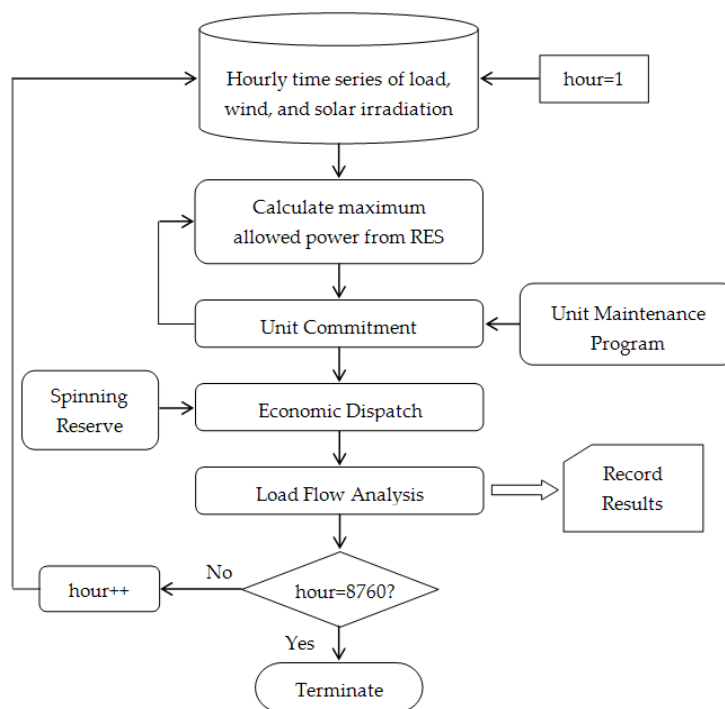 Hourly time series of load,
wind, and solar irradiation
hour=1
Calculate maximum
allowed power from RES
Unit Commitment
Unit Maintenance
Program
Spinning
Reserve
Economic Dispatch
Load Flow Analysis
Record
Results
hour=8760?
No
hour++
Yes
Terminate